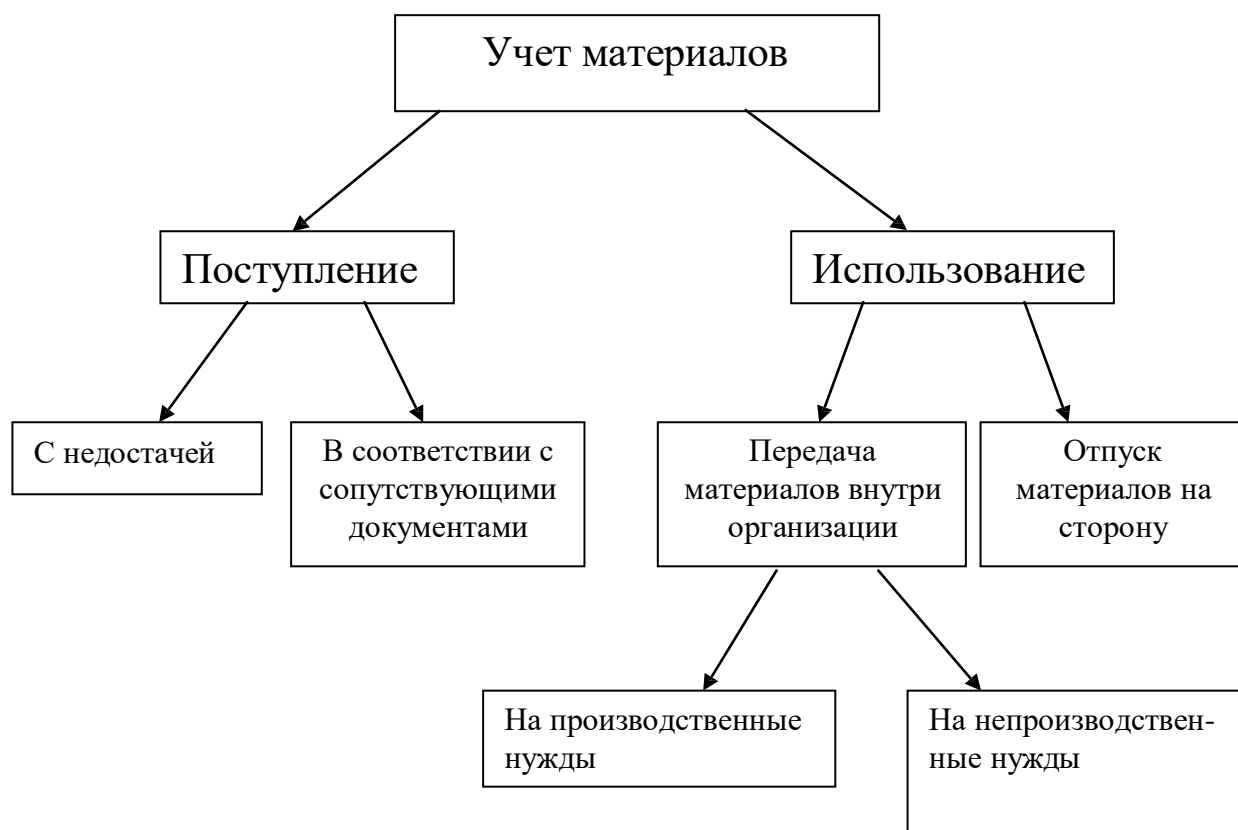 Учет материалов
Поступление
Использование
С недостачей
В соответствии с
сопутствующими
документами
Передача
материалов внутри
организации
Отпуск
материалов на
сторону
На производственные
нужды
На непроизводствен-
ные нужды